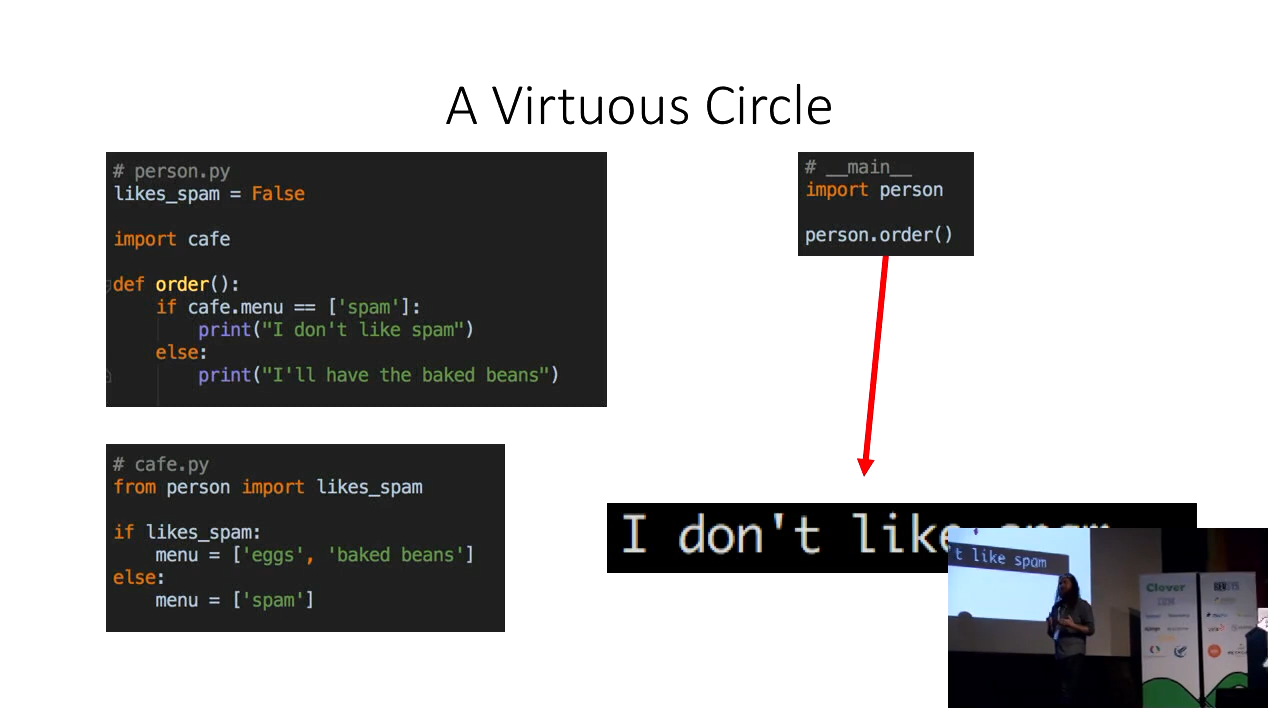 A Virtuous Circle
# person.py
likes_spam = False
import cafe
def order():
    if cafe.menu == ['spam']:
        print("I don't like spam")
    else:
        print("I'll have the baked beans")
# cafe.py
from person import likes_spam
if likes_spam:
    menu = ['eggs', 'baked beans']
else:
    menu = ['spam']
# __main__
import person
person.order()
I don't like spam
't like spam
Clover